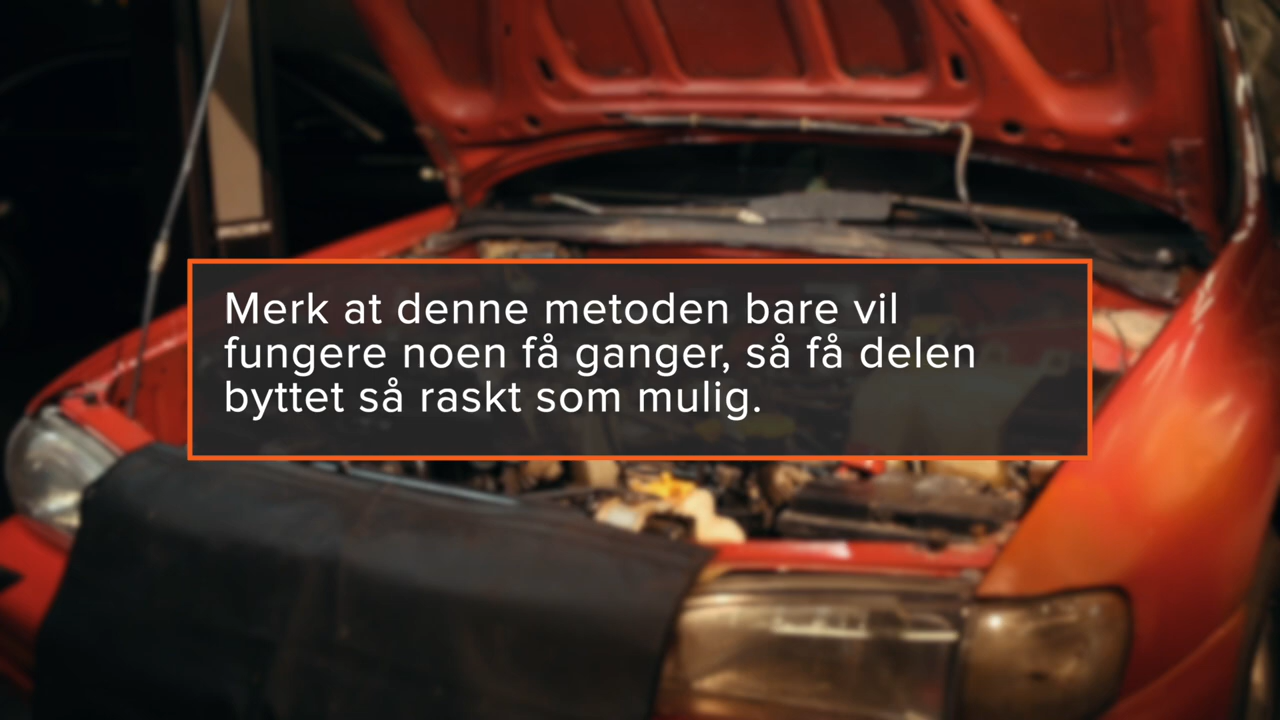 Merk at denne metoden bare vil
fungere noen få ganger, så få delen
byttet så raskt som mulig.